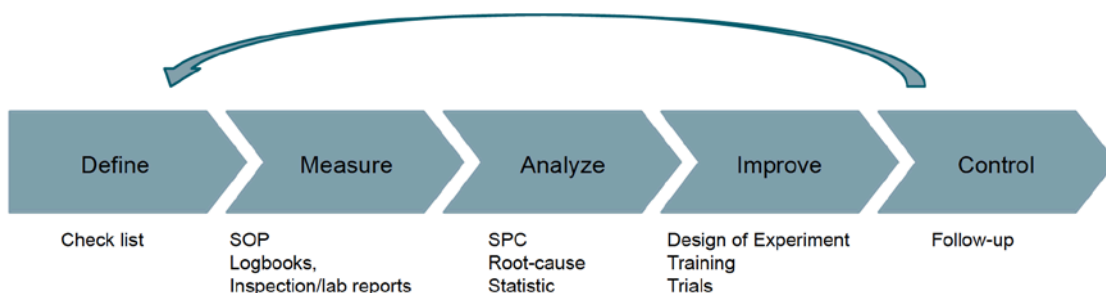 Define
Measure
Analyze
Improve
Control
Check list
SOP
Logbooks,
Inspection/lab reports
SPC
Root-cause
Statistic
Design of Experiment
Training
Trials
Follow-up